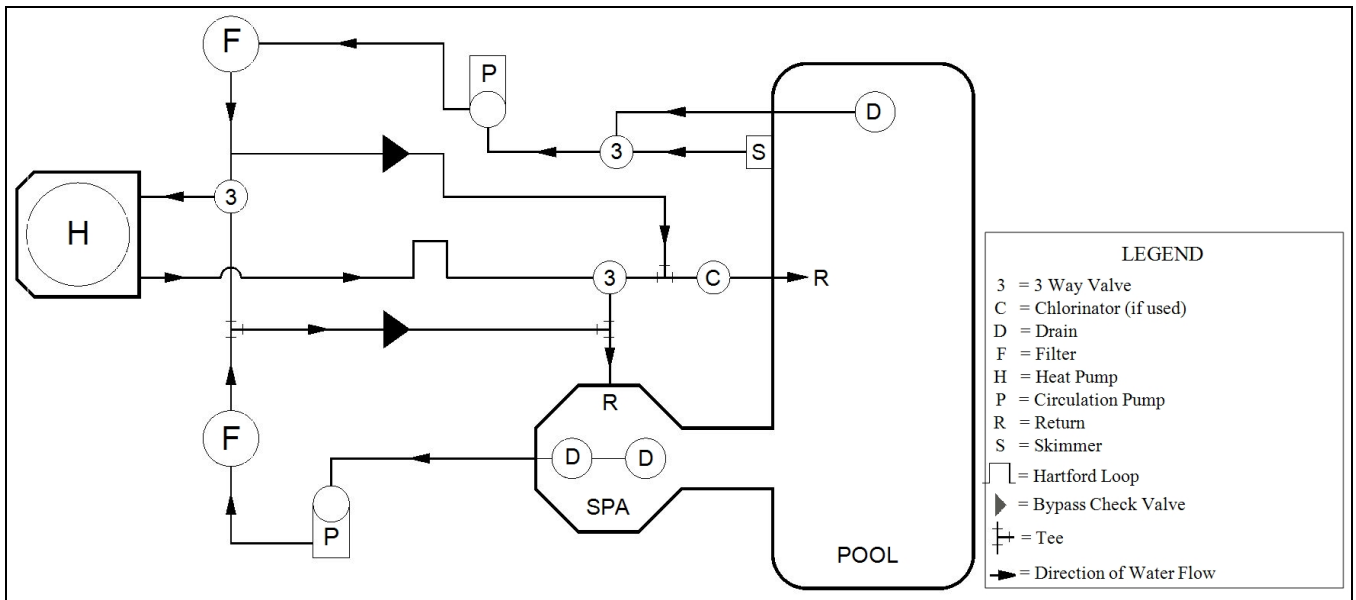 F
P
D
3
S
3
H
3
C
R
R
F
D
D
SPA
P
POOL
LEGEND
3 = 3 Way Valve
C = Chlorinator (if used)
D = Drain
F = Filter
H = Heat Pump
P = Circulation Pump
R = Return
S = Skimmer
= Hartford Loop
= Bypass Check Valve
= Tee
= Direction of Water Flow